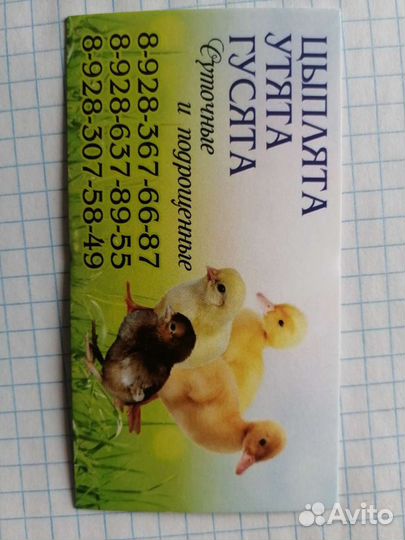 ЦЫПЛЯТА
УТЯТА
ГУСЯТА
Суточные
и подрощенные
8-928-367-66-87
8-928-637-89-55
8-928-307-58-49
Avito